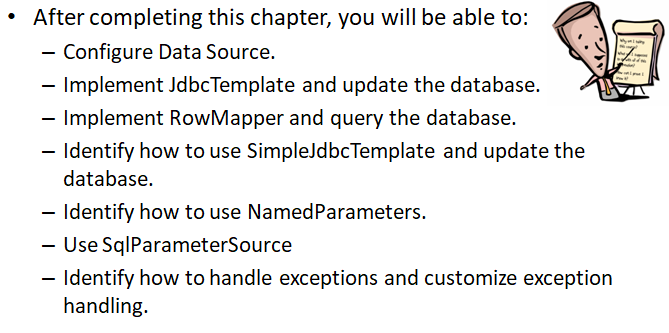 • After completing this chapter, you will be able to:
– Configure Data Source.
– Implement JdbcTemplate and update the database.
– Implement RowMapper and query the database.
– Identify how to use SimpleJdbcTemplate and update the
database.
– Identify how to use NamedParameters.
– Use SqlParameterSource
– Identify how to handle exceptions and customize exception
handling.